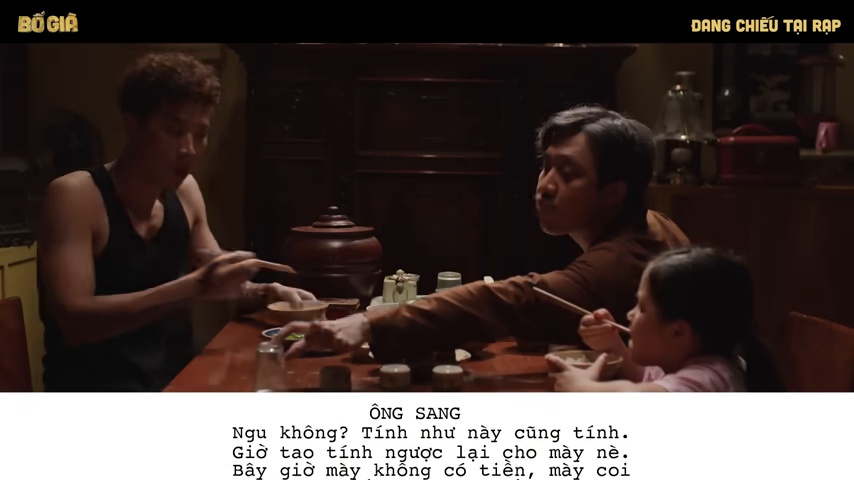 BỐ GIÀ
ĐANG CHIẾU TẠI RẠP
ÔNG SANG
Ngu không? Tính như này cũng tính.
Giờ tao tính ngược lại cho mày nè.
Bây giờ mày không có tiền, mày coi